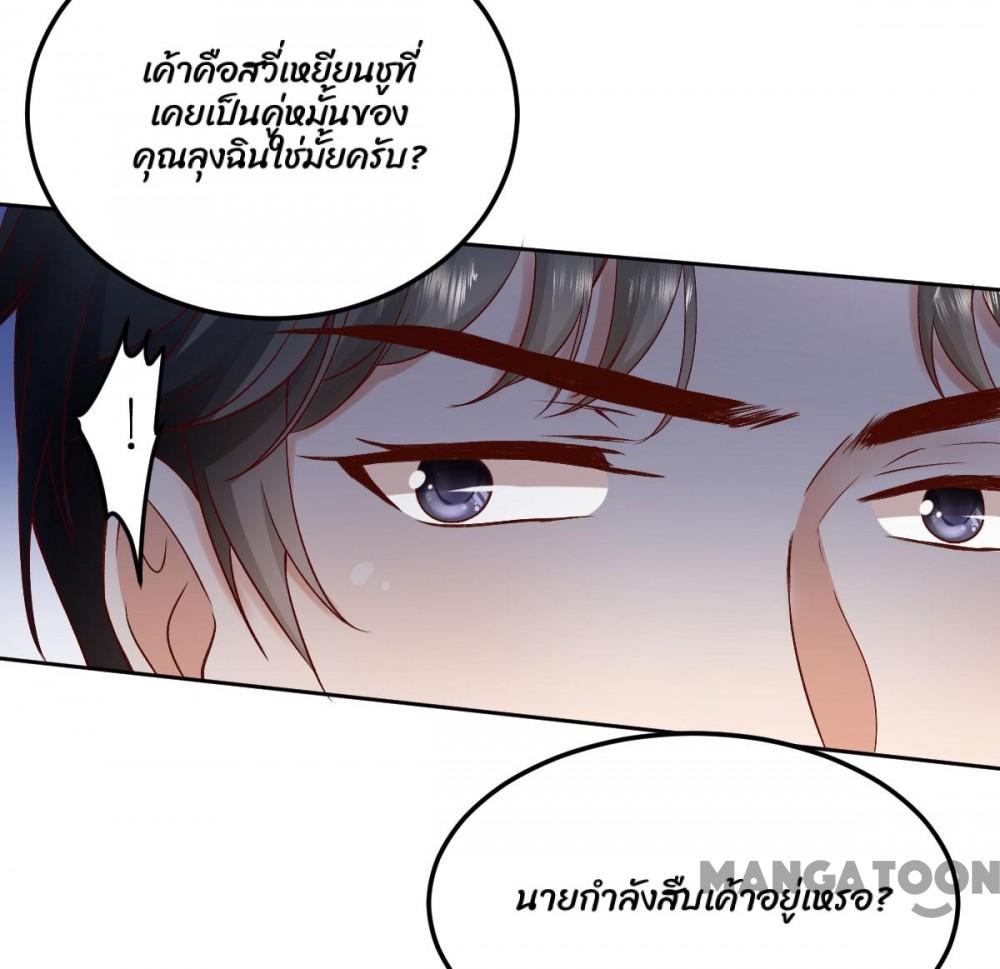 เค้าคือสวี่เหยียนชูที่
เคยเป็นคู่หมั้นของ
คุณลุงฉินใช่มั้ยครับ?
!
MANGATOON
นายกำลังสืบเค้าอยู่เหรอ?